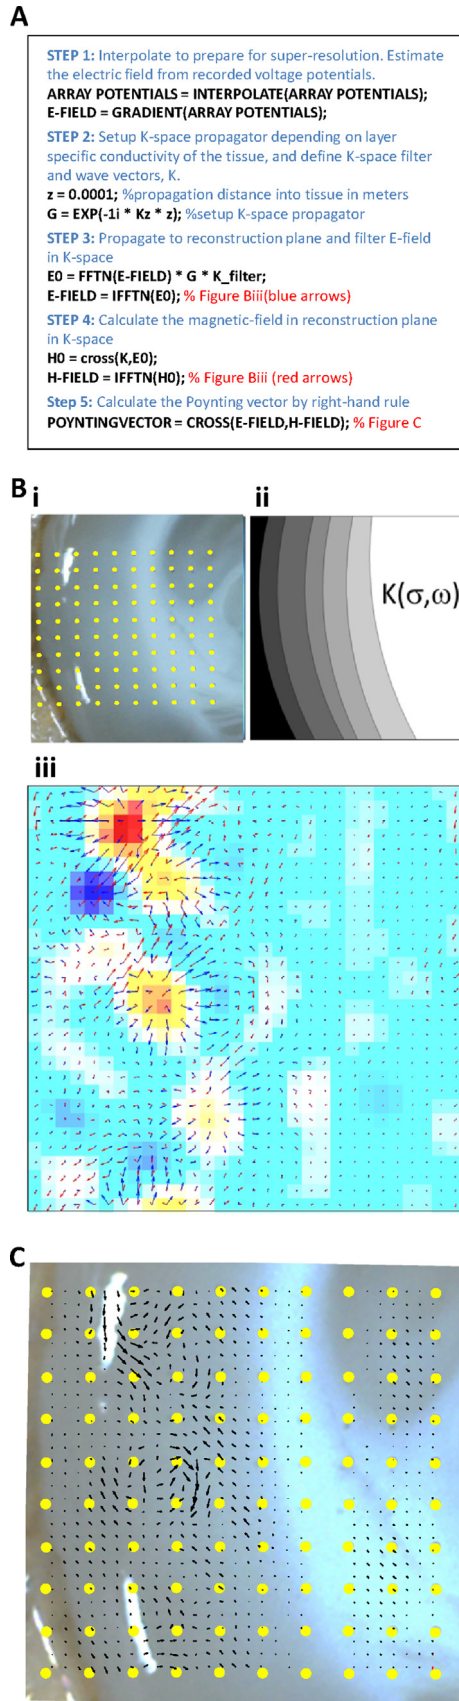 A
STEP 1: Interpolate to prepare for super-resolution. Estimate
the electric field from recorded voltage potentials.
ARRAY POTENTIALS = INTERPOLATE(ARRAY POTENTIALS);
E-FIELD = GRADIENT(ARRAY POTENTIALS);
STEP 2: Setup K-space propagator depending on layer
specific conductivity of the tissue, and define K-space filter
and wave vectors, K.
z = 0.0001; %propagation distance into tissue in meters
G = EXP(-1i * Kz * z); %setup K-space propagator
STEP 3: Propagate to reconstruction plane and filter E-field
in K-space
E0 = FFTN(E-FIELD) * G * K_filter;
E-FIELD = IFFTN(E0); % Figure Biii(blue arrows)
STEP 4: Calculate the magnetic-field in reconstruction plane
in K-space
H0 = cross(K,E0);
H-FIELD = IFFTN(H0); % Figure Biii (red arrows)
Step 5: Calculate the Poynting vector by right-hand rule
POYNTINGVECTOR = CROSS(E-FIELD,H-FIELD); % Figure C
B
i
ii
K(σ,ω)
iii
C